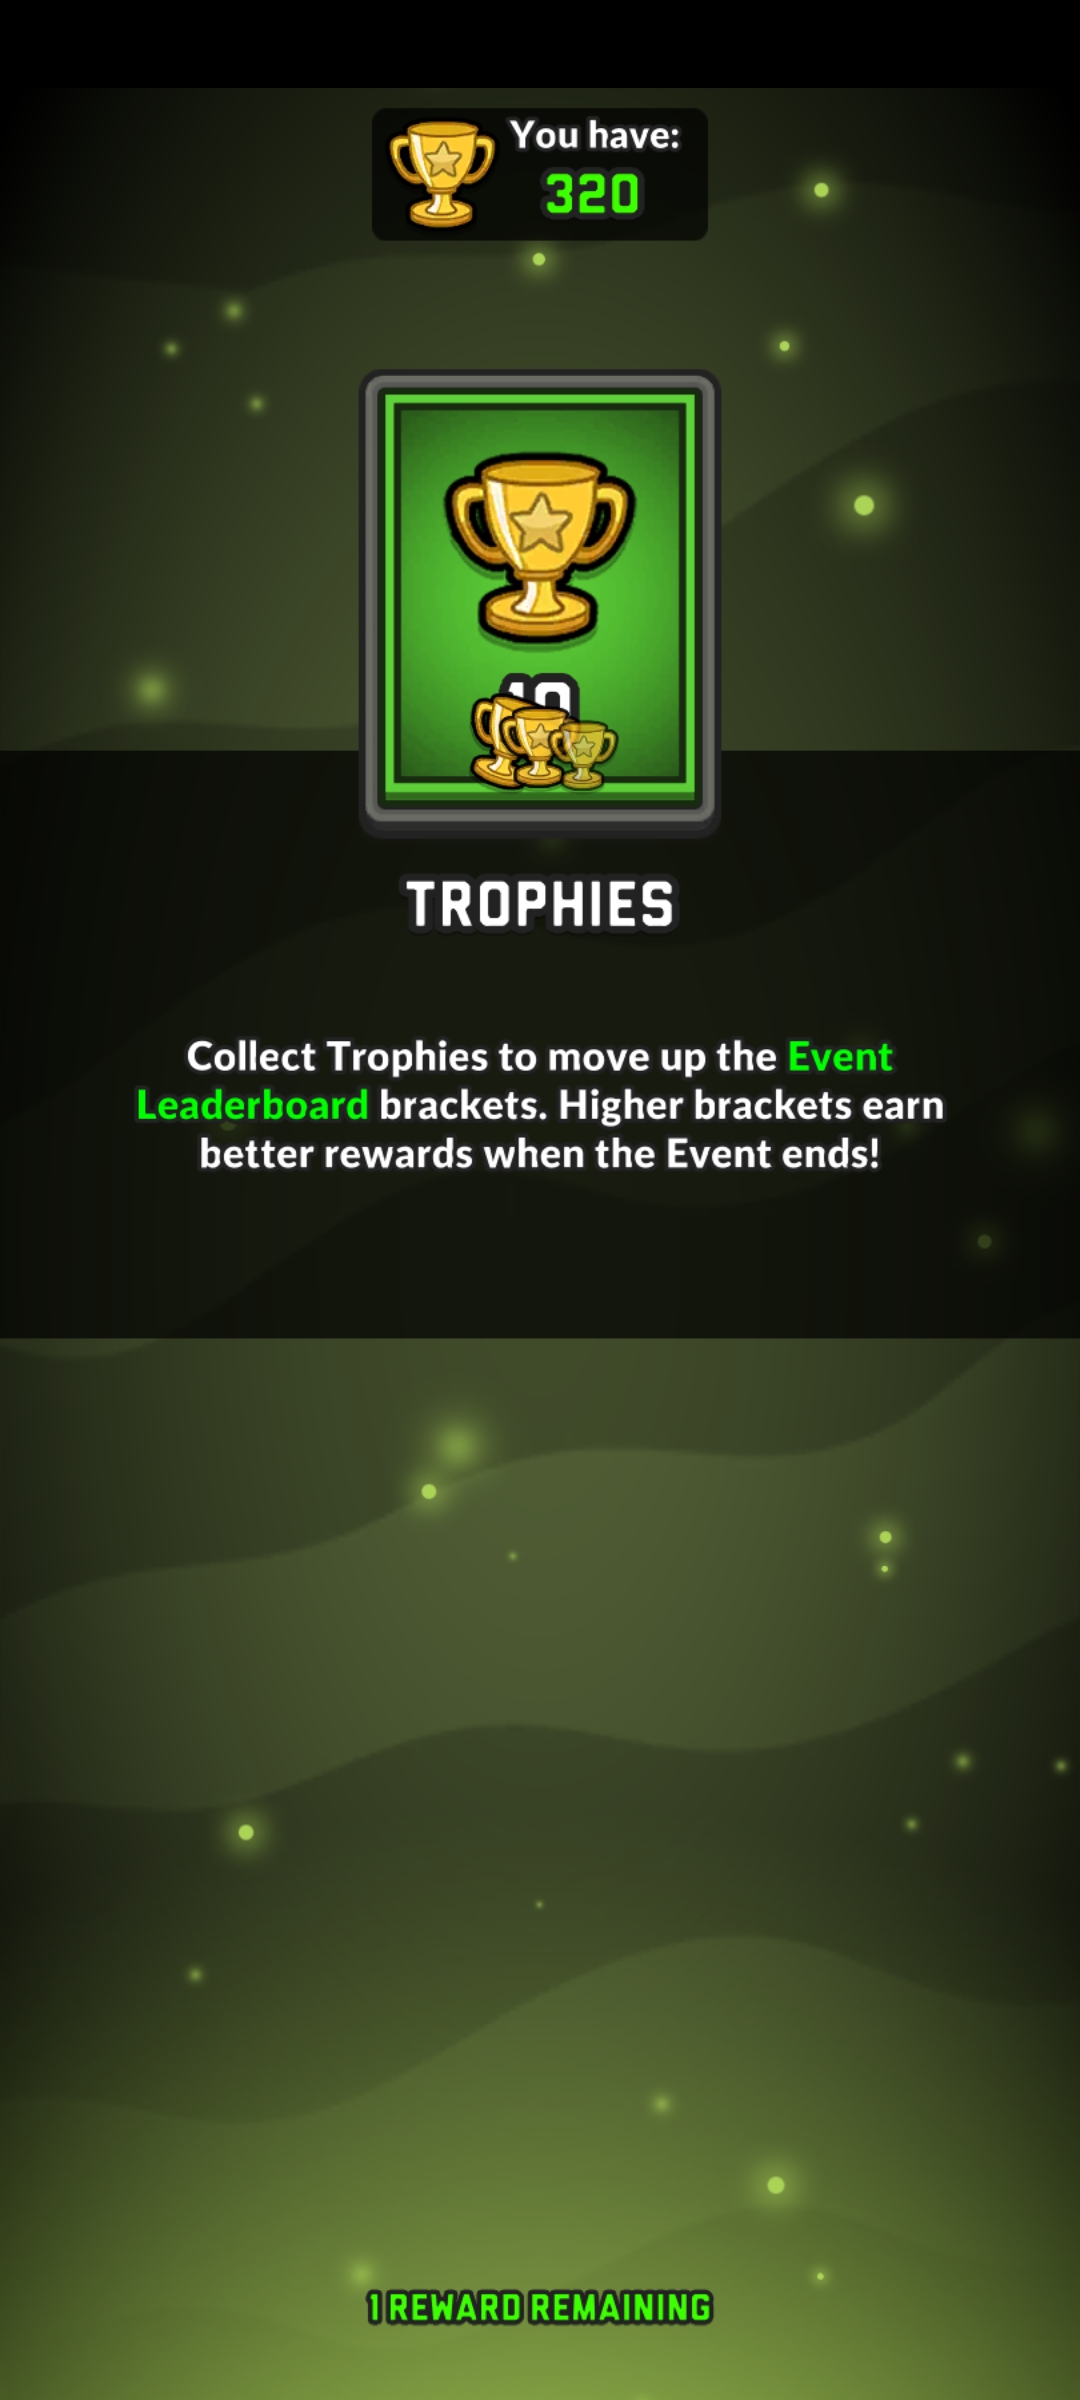 You have:
320
TROPHIES
Collect Trophies to move up the Event
Leaderboard brackets. Higher brackets earn
better rewards when the Event ends!
1 REWARD REMAINING